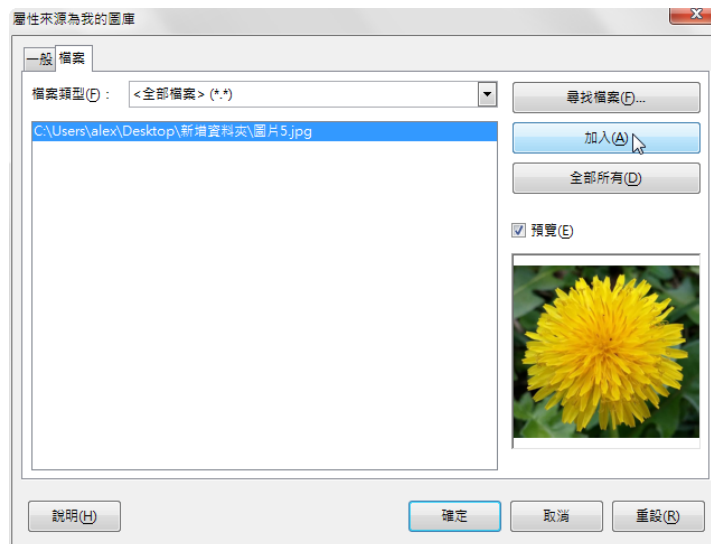 屬性來源為我的圖庫
一般 檔案
檔案類型(F)： <全部檔案> (*.*)
尋找檔案(F)...
C:\Users\alex\Desktop\新增資料夾\圖片5.jpg
加入(A)
全部所有(D)
預覽(E)
說明(H) 確定 取消 重設(R)